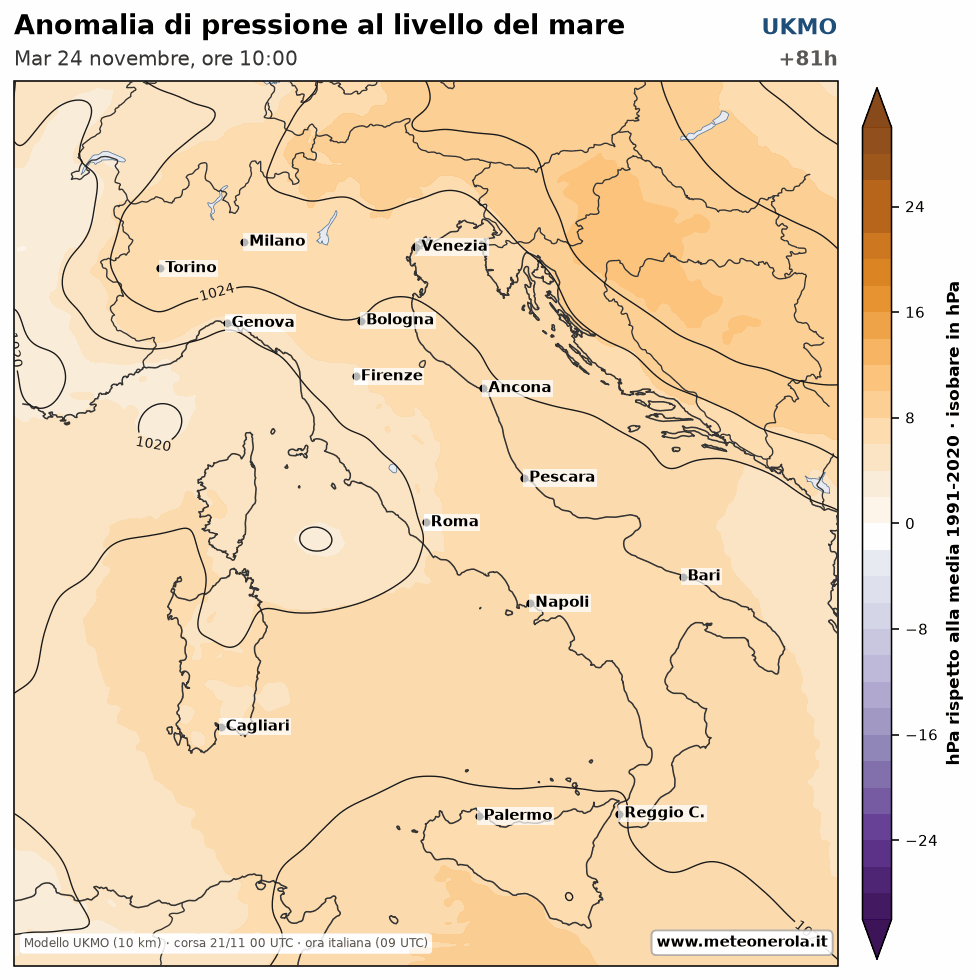 Anomalia di pressione al livello del mare
UKMO
Mar 24 novembre, ore 10:00
+81h
Milano
Venezia
Torino
1024
Genova
Bologna
Firenze
Ancona
1020
Pescara
Roma
Bari
Napoli
Cagliari
Palermo
Reggio C.
Modello UKMO (10 km) · corsa 21/11 00 UTC · ora italiana (09 UTC)
www.meteonerola.it
24
16
8
0
−8
−16
−24
hPa rispetto alla media 1991-2020 · isobare in hPa